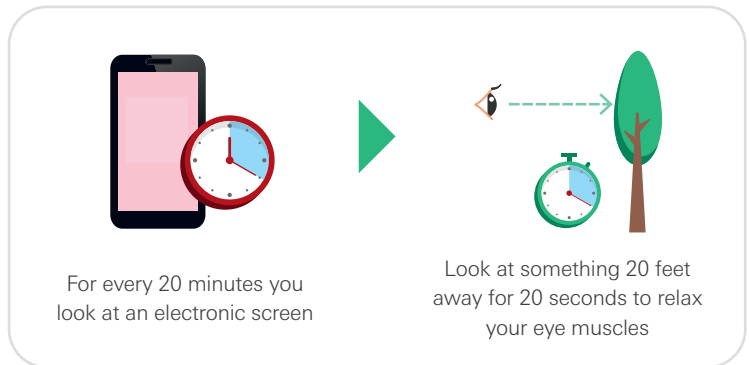 For every 20 minutes you
look at an electronic screen
Look at something 20 feet
away for 20 seconds to relax
your eye muscles